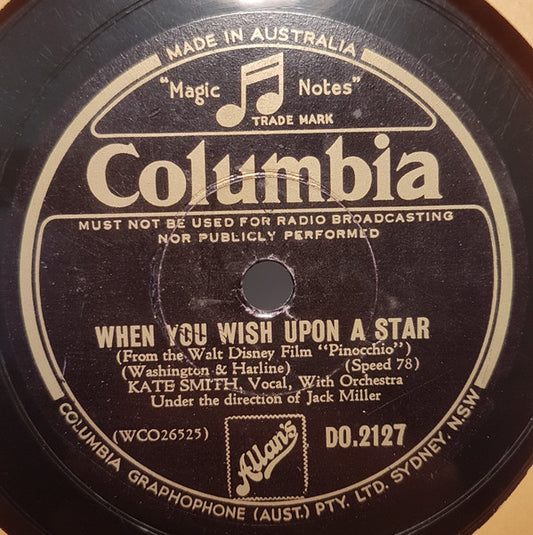 MADE IN AUSTRALIA
"Magic Notes"
TRADE MARK
Columbia
MUST NOT BE USED FOR RADIO BROADCASTING
NOR PUBLICLY PERFORMED
WHEN YOU WISH UPON A STAR
(From the Walt Disney Film "Pinocchio")
(Washington & Harline) (Speed 78)
KATE SMITH, Vocal, With Orchestra
Under the direction of Jack Miller
(WCO26525) Allan's DO.2127
COLUMBIA GRAPHOPHONE (AUST.) PTY. LTD. SYDNEY. N.S.W